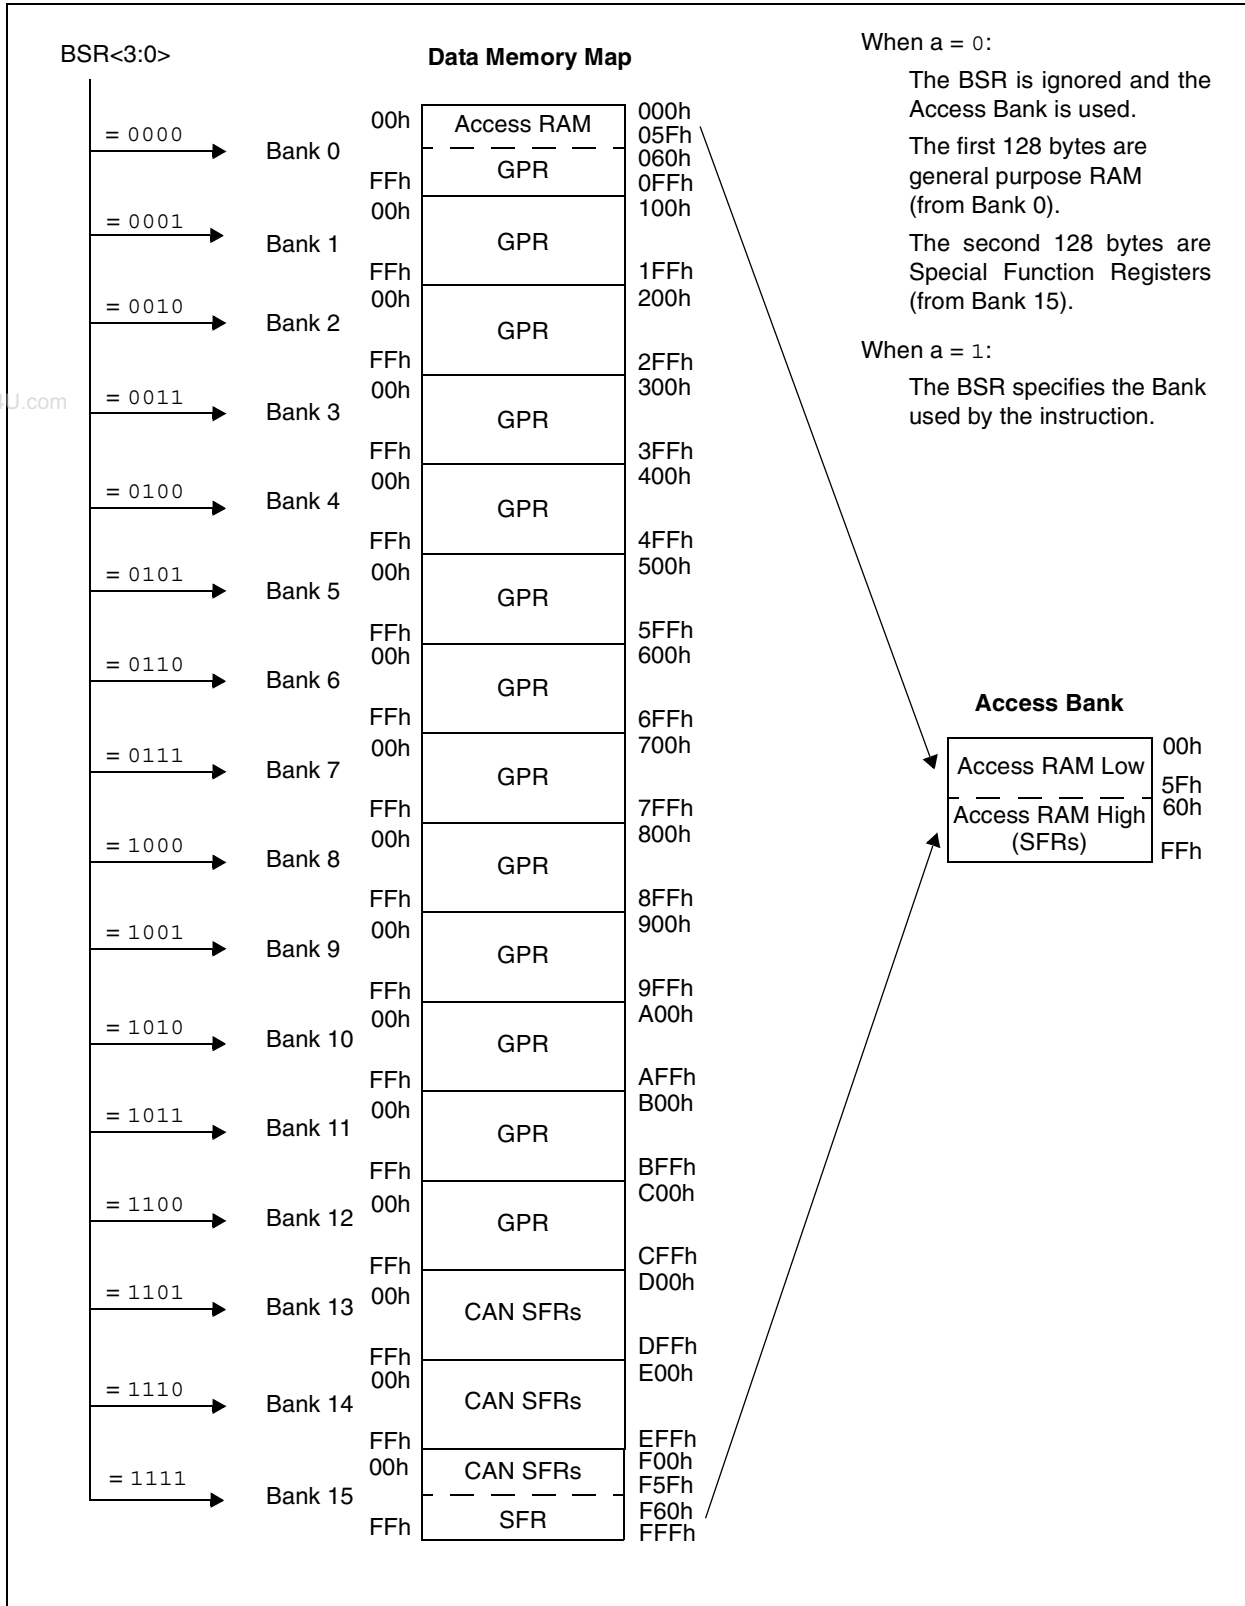 BSR<3:0>
Data Memory Map
When a = 0:
The BSR is ignored and the
Access Bank is used.
The first 128 bytes are
general purpose RAM
(from Bank 0).
The second 128 bytes are
Special Function Registers
(from Bank 15).
When a = 1:
The BSR specifies the Bank
used by the instruction.
= 0000
Bank 0
00h
FFh
Access RAM
GPR
000h
05Fh
060h
0FFh
= 0001
Bank 1
00h
FFh
GPR
100h
1FFh
= 0010
Bank 2
00h
FFh
GPR
200h
2FFh
4U.com
= 0011
Bank 3
00h
FFh
GPR
300h
3FFh
= 0100
Bank 4
00h
FFh
GPR
400h
4FFh
= 0101
Bank 5
00h
FFh
GPR
500h
5FFh
= 0110
Bank 6
00h
FFh
GPR
600h
6FFh
= 0111
Bank 7
00h
FFh
GPR
700h
7FFh
= 1000
Bank 8
00h
FFh
GPR
800h
8FFh
= 1001
Bank 9
00h
FFh
GPR
900h
9FFh
= 1010
Bank 10
00h
FFh
GPR
A00h
AFFh
= 1011
Bank 11
00h
FFh
GPR
B00h
BFFh
= 1100
Bank 12
00h
FFh
GPR
C00h
CFFh
= 1101
Bank 13
00h
FFh
CAN SFRs
D00h
DFFh
= 1110
Bank 14
00h
FFh
CAN SFRs
E00h
EFFh
= 1111
Bank 15
00h
FFh
CAN SFRs
SFR
F00h
F5Fh
F60h
FFFh
Access Bank
Access RAM Low
00h
5Fh
Access RAM High
(SFRs)
60h
FFh